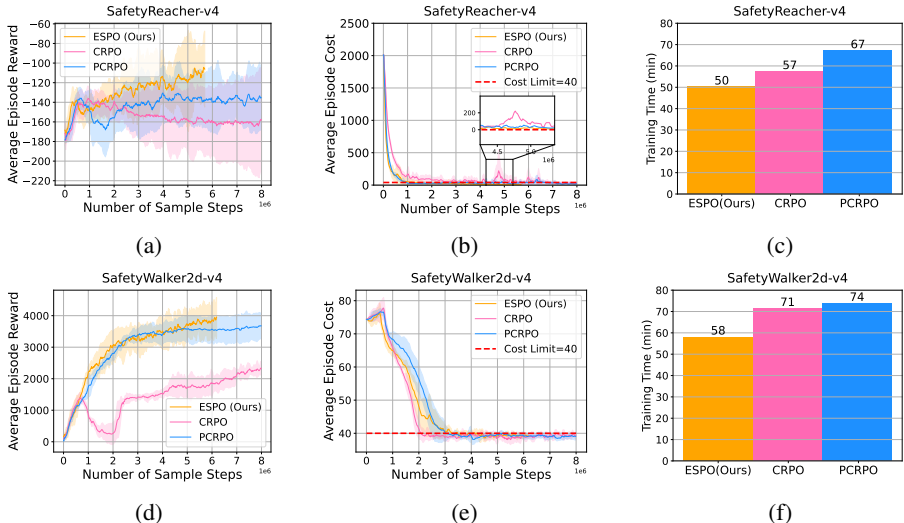 SafetyReacher-v4
Average Episode Reward
−60
−80
−100
−120
−140
−160
−180
−200
−220
ESPO (Ours)
CRPO
PCRPO
0 1 2 3 4 5 6 7 8
1e6
Number of Sample Steps
(a)
SafetyReacher-v4
Average Episode Cost
2500
2000
1500
1000
500
0
ESPO (Ours)
CRPO
PCRPO
Cost Limit=40
200
0
4.5 5.0
1e6
0 1 2 3 4 5 6 7 8
1e6
Number of Sample Steps
(b)
SafetyReacher-v4
Training Time (min)
80
70
60
50
40
30
20
10
0
50 57 67
ESPO(Ours) CRPO PCRPO
(c)
SafetyWalker2d-v4
Average Episode Reward
4000
3000
2000
1000
0
ESPO (Ours)
CRPO
PCRPO
0 1 2 3 4 5 6 7 8
1e6
Number of Sample Steps
(d)
SafetyWalker2d-v4
Average Episode Cost
80
70
60
50
40
30
ESPO (Ours)
CRPO
PCRPO
Cost Limit=40
0 1 2 3 4 5 6 7 8
1e6
Number of Sample Steps
(e)
SafetyWalker2d-v4
Training Time (min)
80
70
60
50
40
30
20
10
0
58 71 74
ESPO(Ours) CRPO PCRPO
(f)